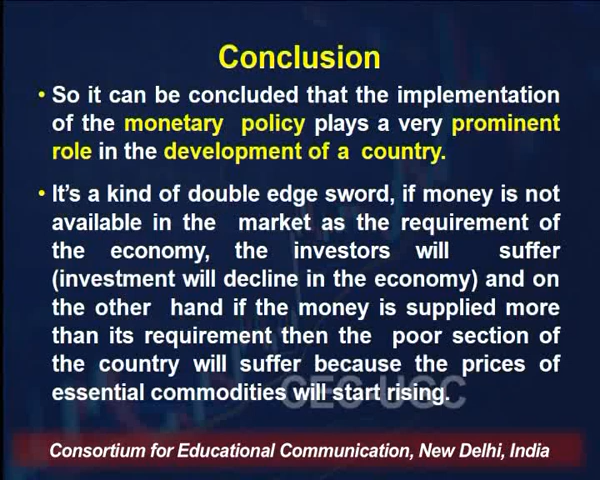 Conclusion
• So it can be concluded that the implementation
of the monetary policy plays a very prominent
role in the development of a country.
• It's a kind of double edge sword, if money is not
available in the market as the requirement of
the economy, the investors will suffer
(investment will decline in the economy) and on
the other hand if the money is supplied more
than its requirement then the poor section of
the country will suffer because the prices of
essential commodities will start rising.
CEC-UGC
Consortium for Educational Communication, New Delhi, India